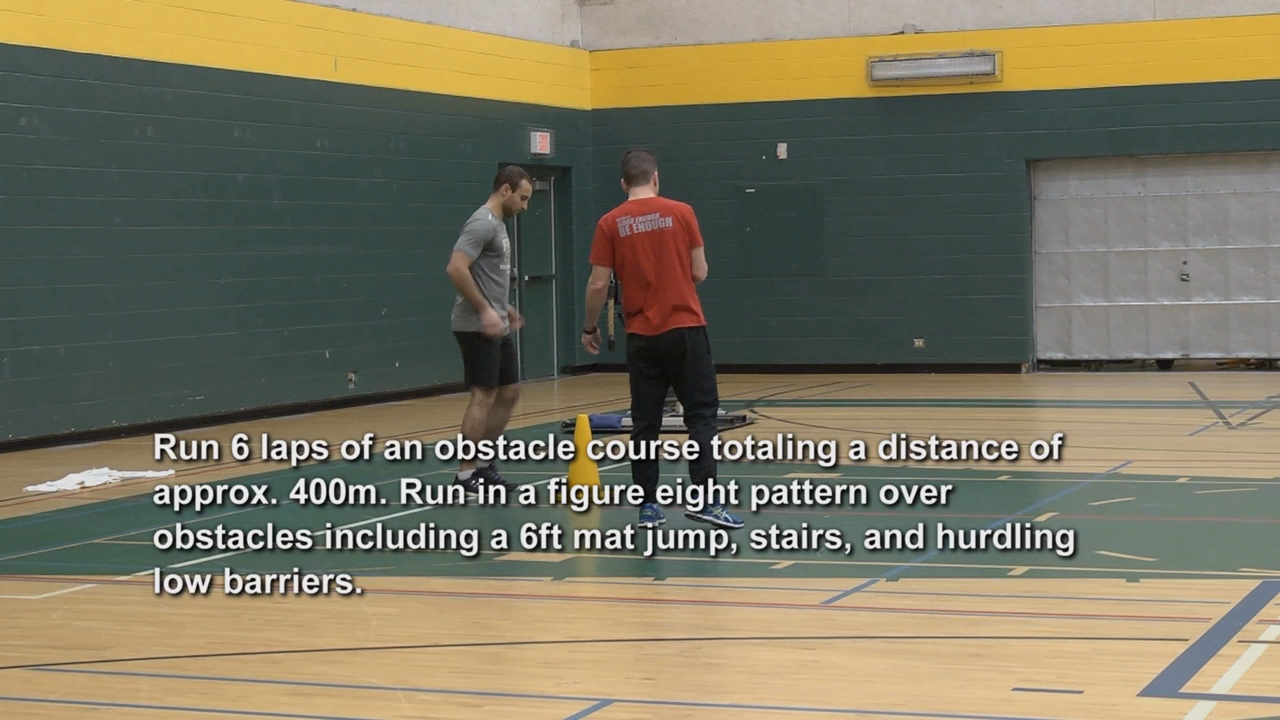 BE ENOUGH
Run 6 laps of an obstacle course totaling a distance of
approx. 400m. Run in a figure eight pattern over
obstacles including a 6ft mat jump, stairs, and hurdling
low barriers.